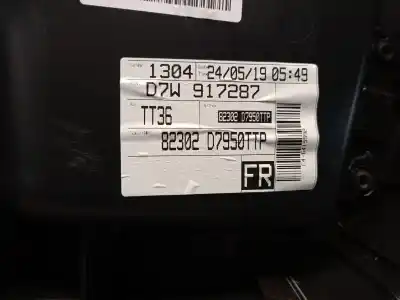 1304 24/05/19 05:49
D7W 917287
TT36 82302 D7950TTP
82302 D7950TTP
FR